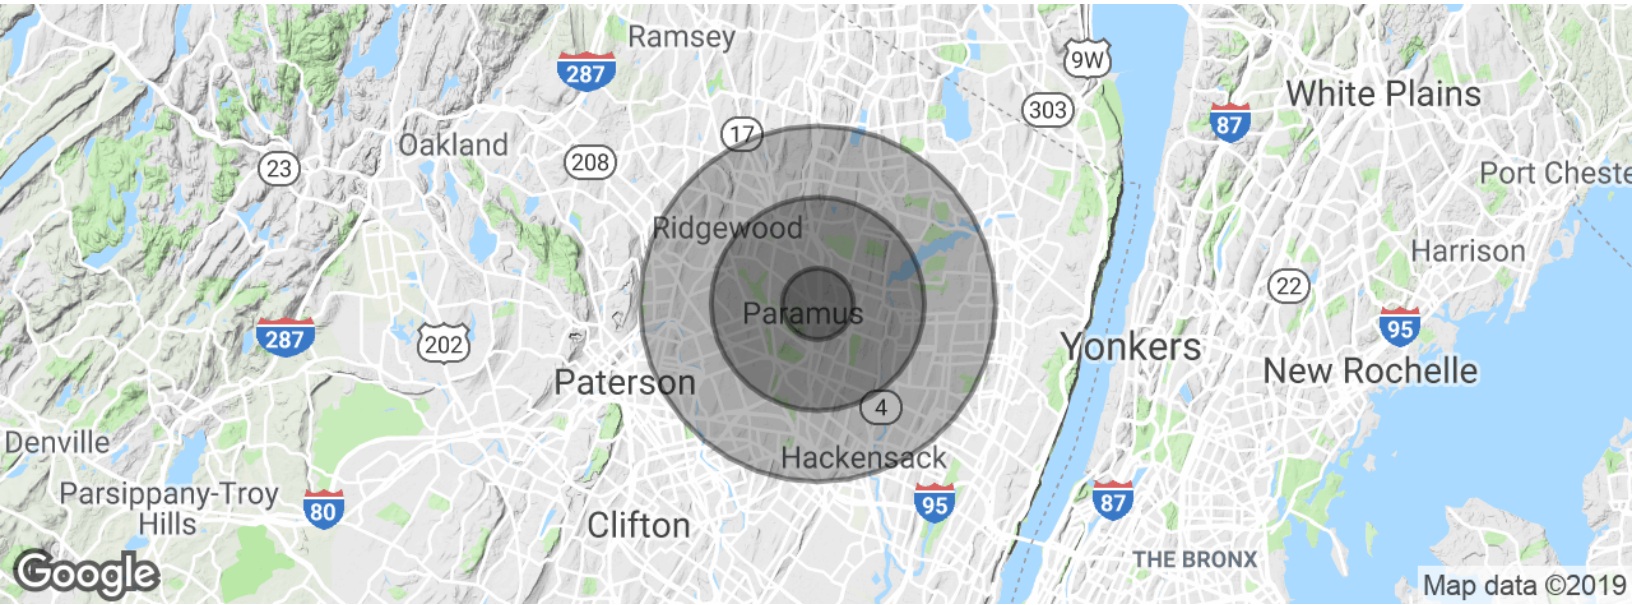 Ramsey
287
9W
White Plains
303
87
17
Oakland
208
23
Port Cheste
Ridgewood
Harrison
22
Paramus
287
202
95
Yonkers
New Rochelle
Paterson
4
Denville
Hackensack
Parsippany-Troy
Hills
80
95
87
Clifton
THE BRONX
Google
Map data ©2019